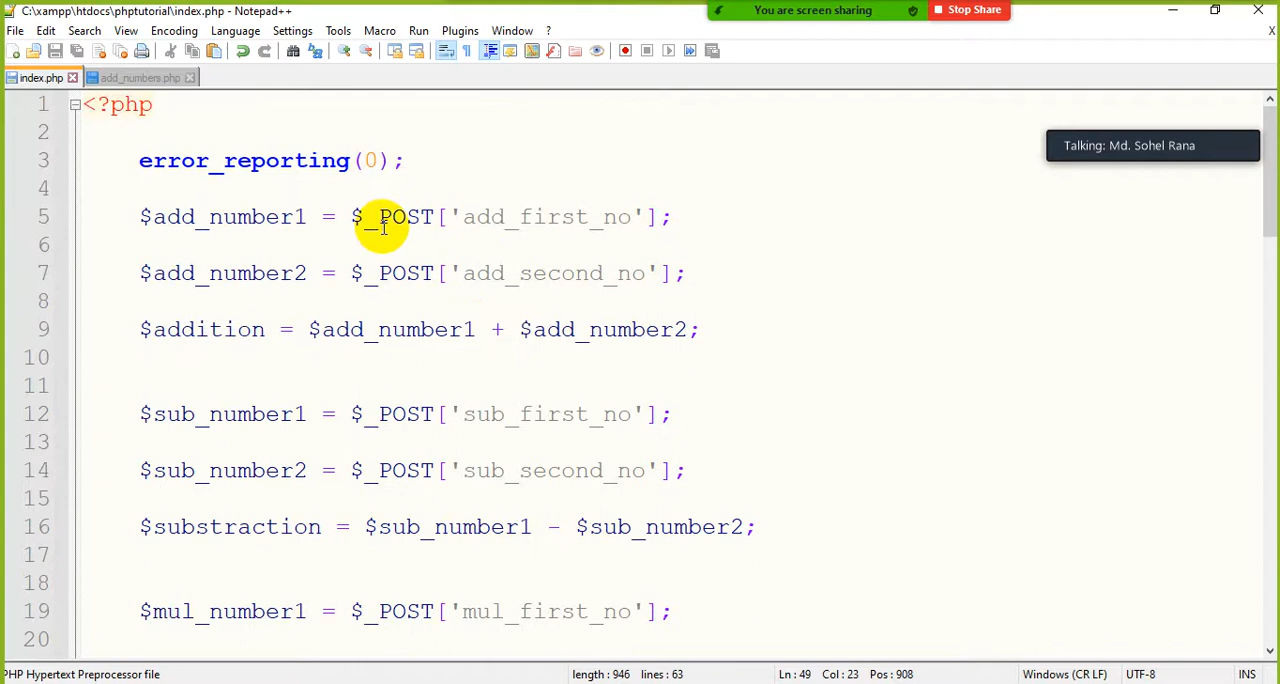 C:\xampp\htdocs\phptutorial\index.php - Notepad++
You are screen sharing
Stop Share
File Edit Search View Encoding Language Settings Tools Macro Run Plugins Window ?
X
index.php
add_numbers.php
Talking: Md. Sohel Rana
1 <?php
2
3 error_reporting(0);
4
5 $add_number1 = $_POST['add_first_no'];
6
7 $add_number2 = $_POST['add_second_no'];
8
9 $addition = $add_number1 + $add_number2;
10
11
12 $sub_number1 = $_POST['sub_first_no'];
13
14 $sub_number2 = $_POST['sub_second_no'];
15
16 $substraction = $sub_number1 - $sub_number2;
17
18
19 $mul_number1 = $_POST['mul_first_no'];
20
PHP Hypertext Preprocessor file
length : 946 lines : 63
Ln : 49 Col : 23 Pos : 908
Windows (CR LF)
UTF-8
INS